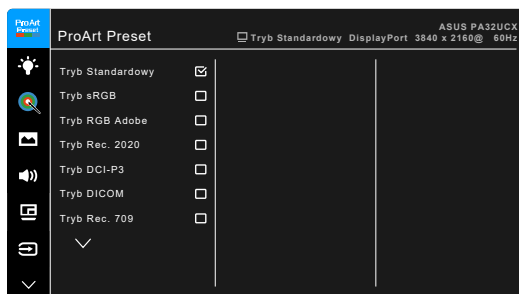 ProArt
Preset
ProArt Preset
ASUS PA32UCX
Tryb Standardowy DisplayPort 3840 x 2160@ 60Hz
Tryb Standardowy
Tryb sRGB
Tryb RGB Adobe
Tryb Rec. 2020
Tryb DCI-P3
Tryb DICOM
Tryb Rec. 709